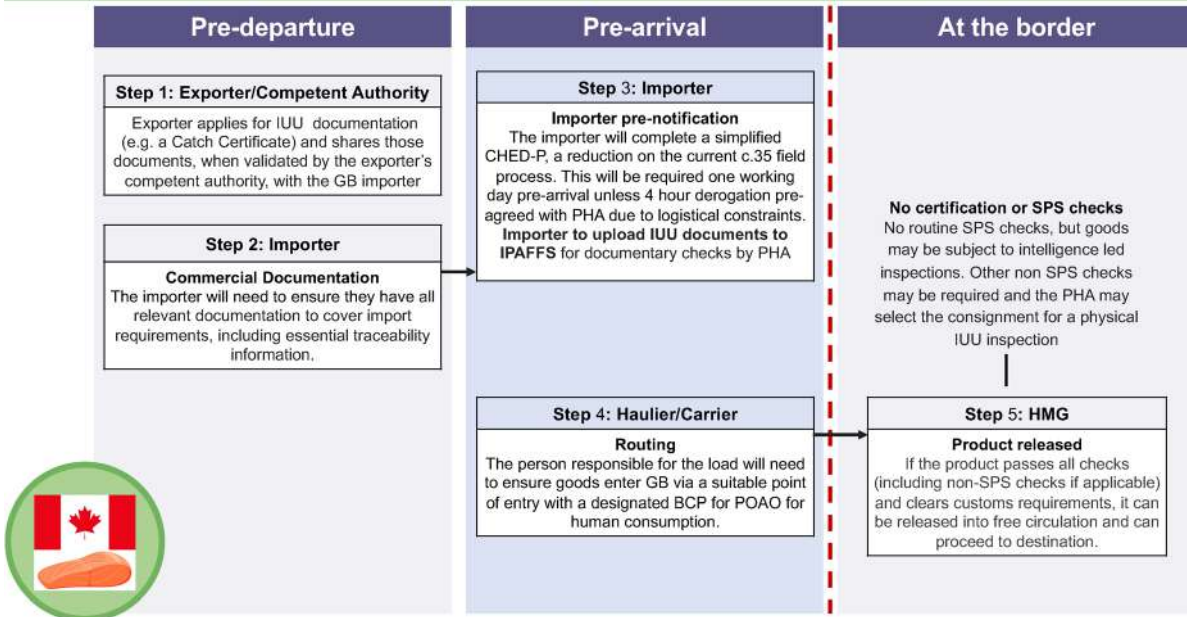 Pre-departure
Step 1: Exporter/Competent Authority
Exporter applies for IUU documentation
(e.g. a Catch Certificate) and shares those
documents, when validated by the exporter's
competent authority, with the GB importer
Step 2: Importer
Commercial Documentation
The importer will need to ensure they have all
relevant documentation to cover import
requirements, including essential traceability
information.
Pre-arrival
Step 3: Importer
Importer pre-notification
The importer will complete a simplified
CHED-P, a reduction on the current c.35 field
process. This will be required one working
day pre-arrival unless 4 hour derogation pre-
agreed with PHA due to logistical constraints.
Importer to upload IUU documents to
IPAFFS for documentary checks by PHA
Step 4: Haulier/Carrier
Routing
The person responsible for the load will need
to ensure goods enter GB via a suitable point
of entry with a designated BCP for POAO for
human consumption.
At the border
No certification or SPS checks
No routine SPS checks, but goods
may be subject to intelligence led
inspections. Other non SPS checks
may be required and the PHA may
select the consignment for a physical
IUU inspection
Step 5: HMG
Product released
If the product passes all checks
(including non-SPS checks if applicable)
and clears customs requirements, it can
be released into free circulation and can
proceed to destination.